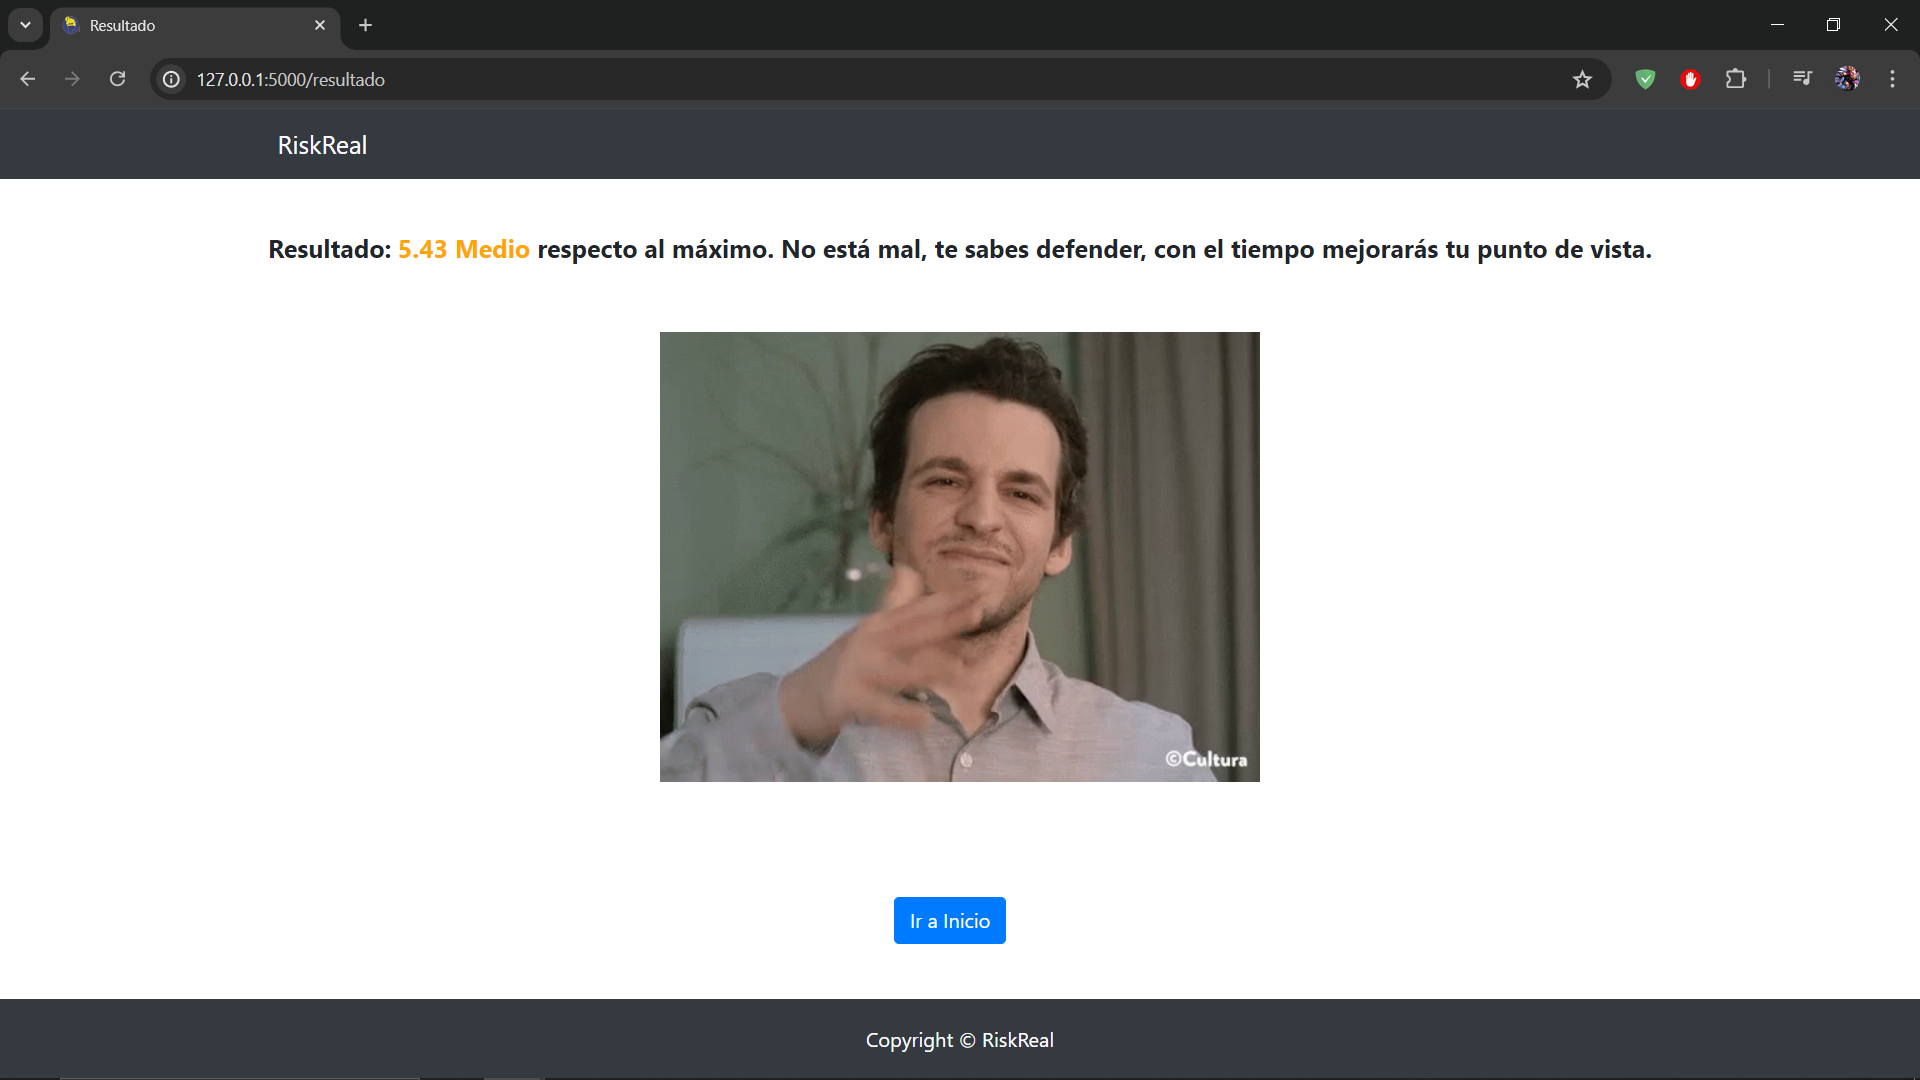 Resultado
127.0.0.1:5000/resultado
RiskReal
Resultado: 5.43 Medio respecto al máximo. No está mal, te sabes defender, con el tiempo mejorarás tu punto de vista.
©Cultura
Ir a Inicio
Copyright © RiskReal